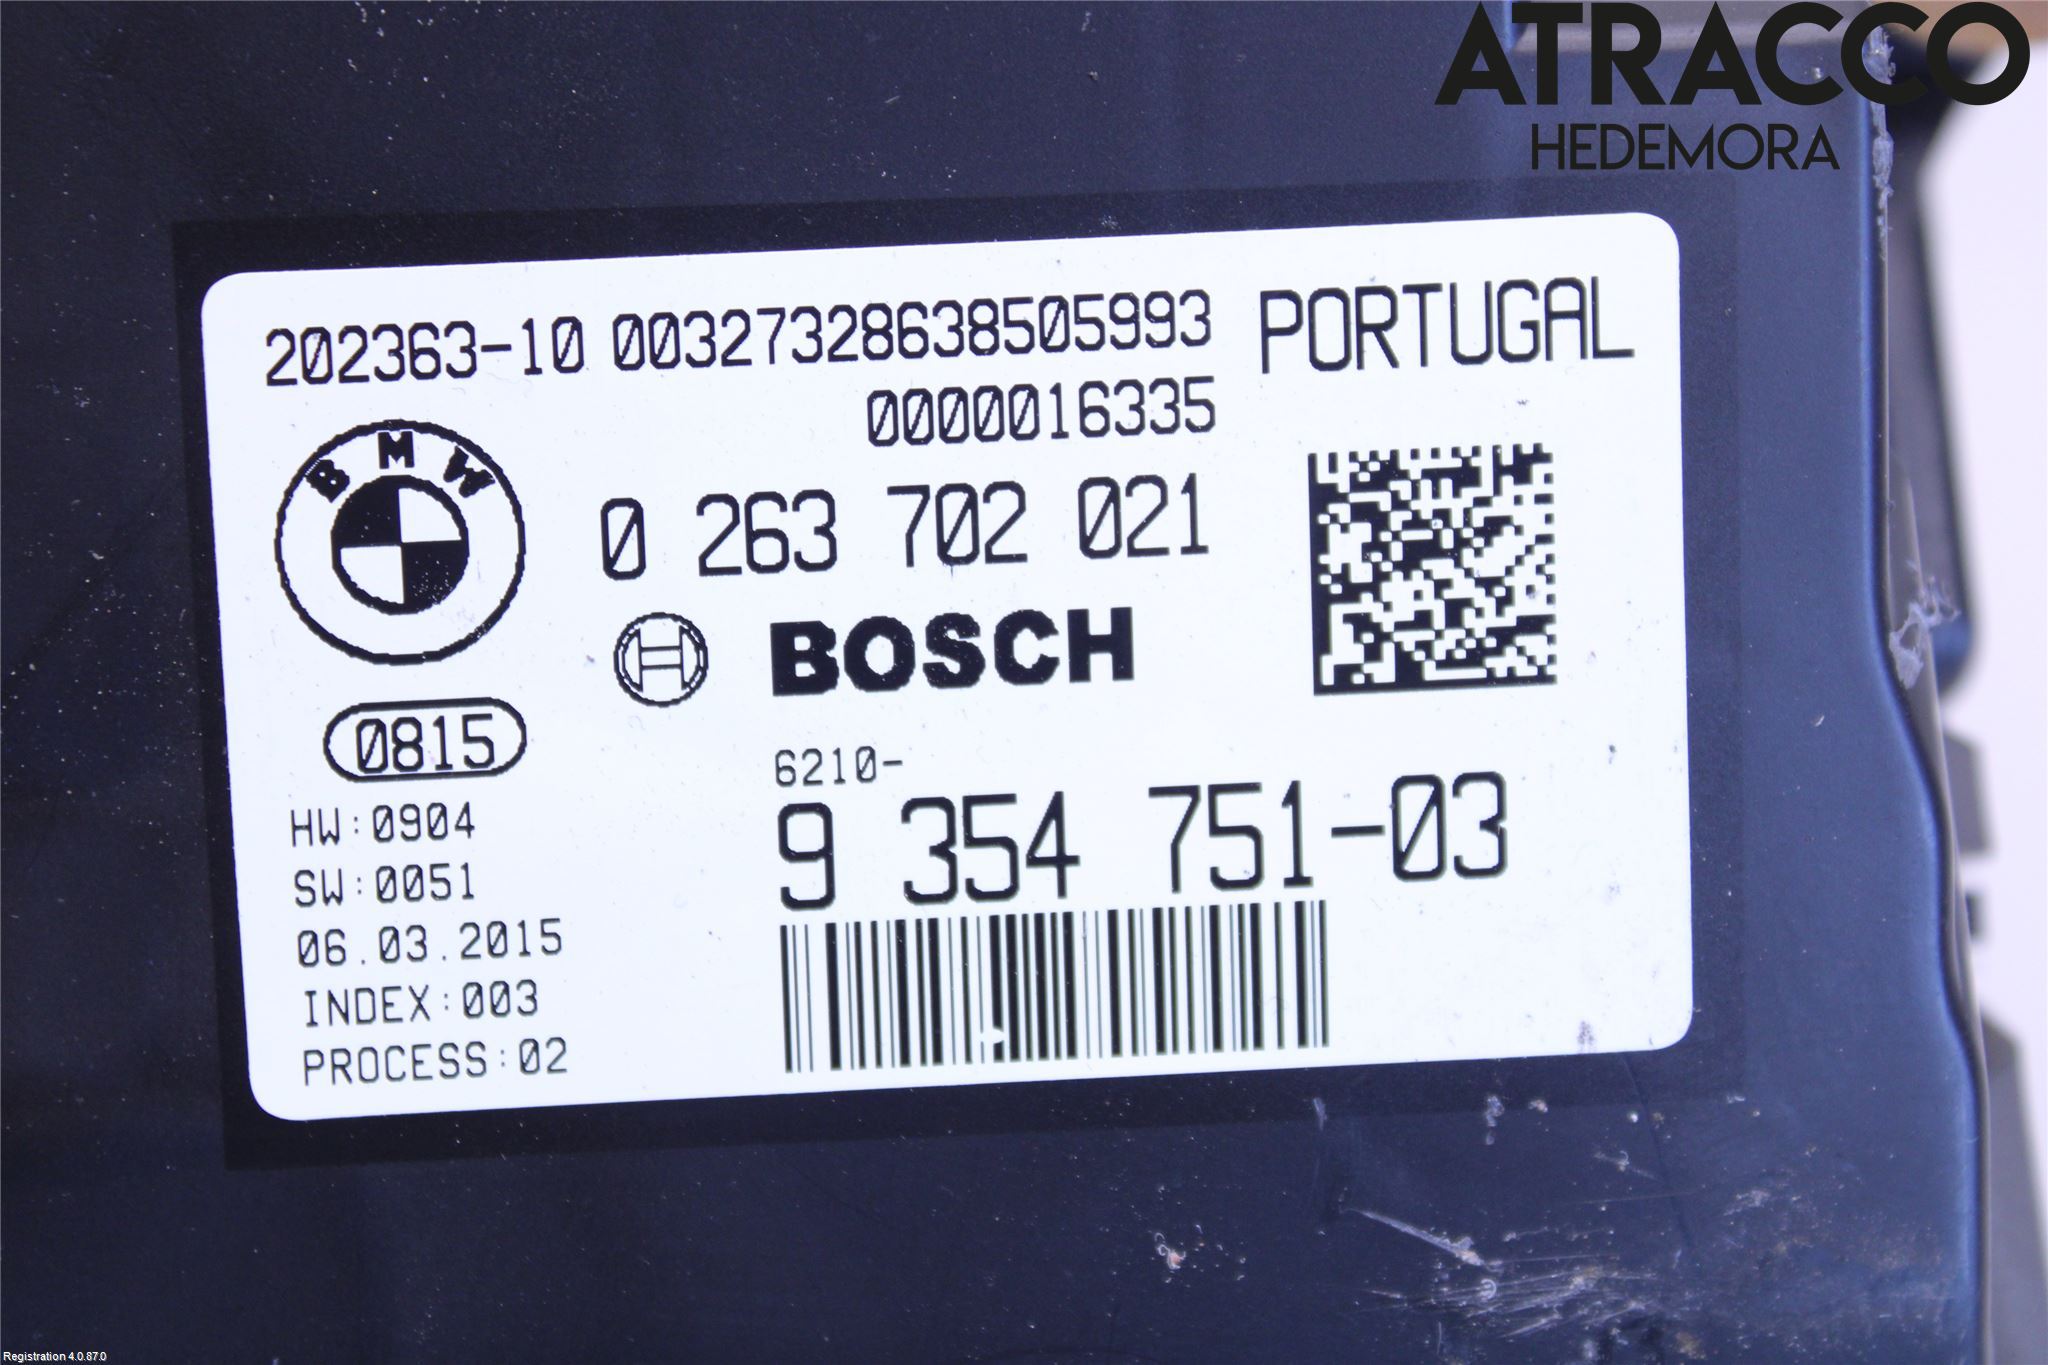 ATRACCO
HEDEMORA
202363-10 00327328638505993 PORTUGAL
0000016335
BMW
0 263 702 021
BOSCH
0815
6210-
9 354 751-03
HW:0904
SW:0051
06.03.2015
INDEX:003
PROCESS:02
Registration 4.0.87.0